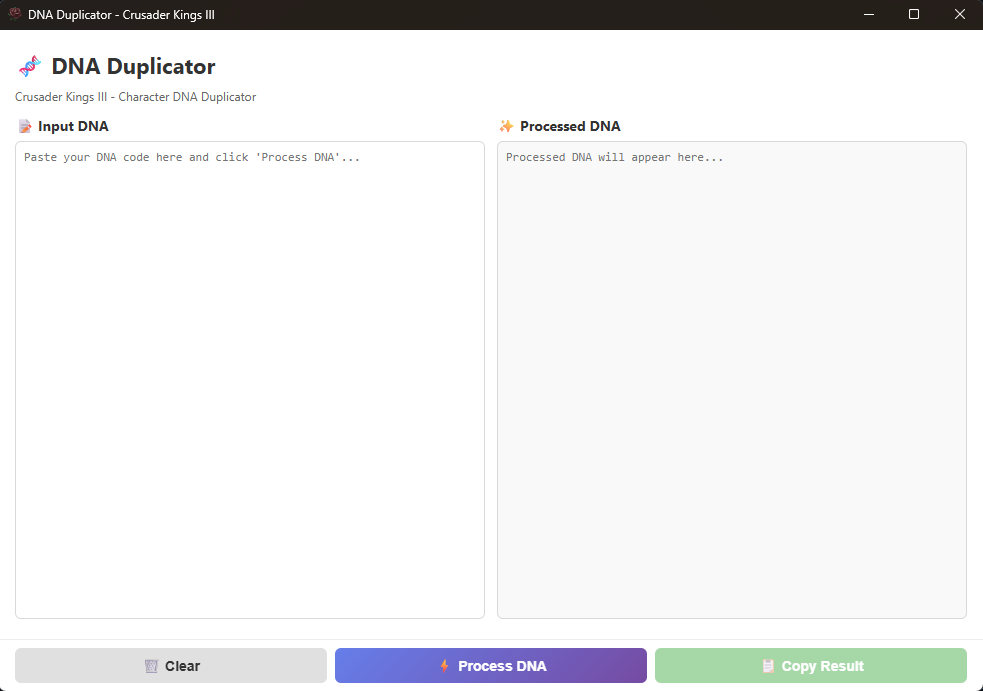 DNA Duplicator - Crusader Kings III
DNA Duplicator
Crusader Kings III - Character DNA Duplicator
Input DNA
Processed DNA
Paste your DNA code here and click 'Process DNA'...
Processed DNA will appear here...
Clear
Process DNA
Copy Result